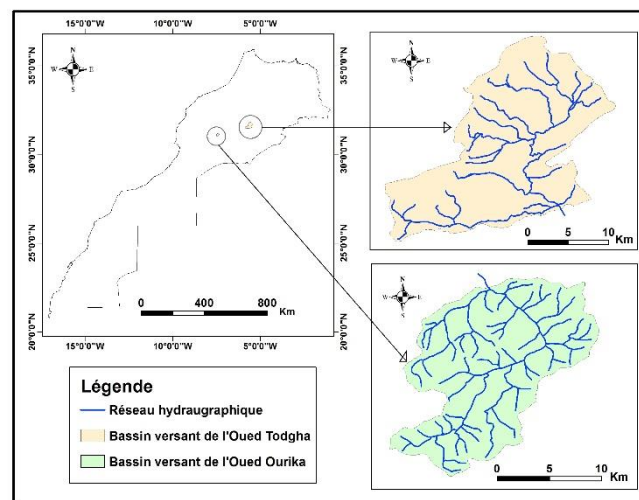 15°0'0"W 10°0'0"W 5°0'0"W
35°0'0"N
30°0'0"N
25°0'0"N
20°0'0"N
35°0'0"N
30°0'0"N
25°0'0"N
20°0'0"N
15°0'0"W 10°0'0"W 5°0'0"W
N
W E
S
0 400 800
Km
N
W E
S
0 5 10
Km
N
W E
S
0 5 10
Km
Légende
Réseau hydraugraphique
Bassin versant de l'Oued Todgha
Bassin versant de l'Oued Ourika